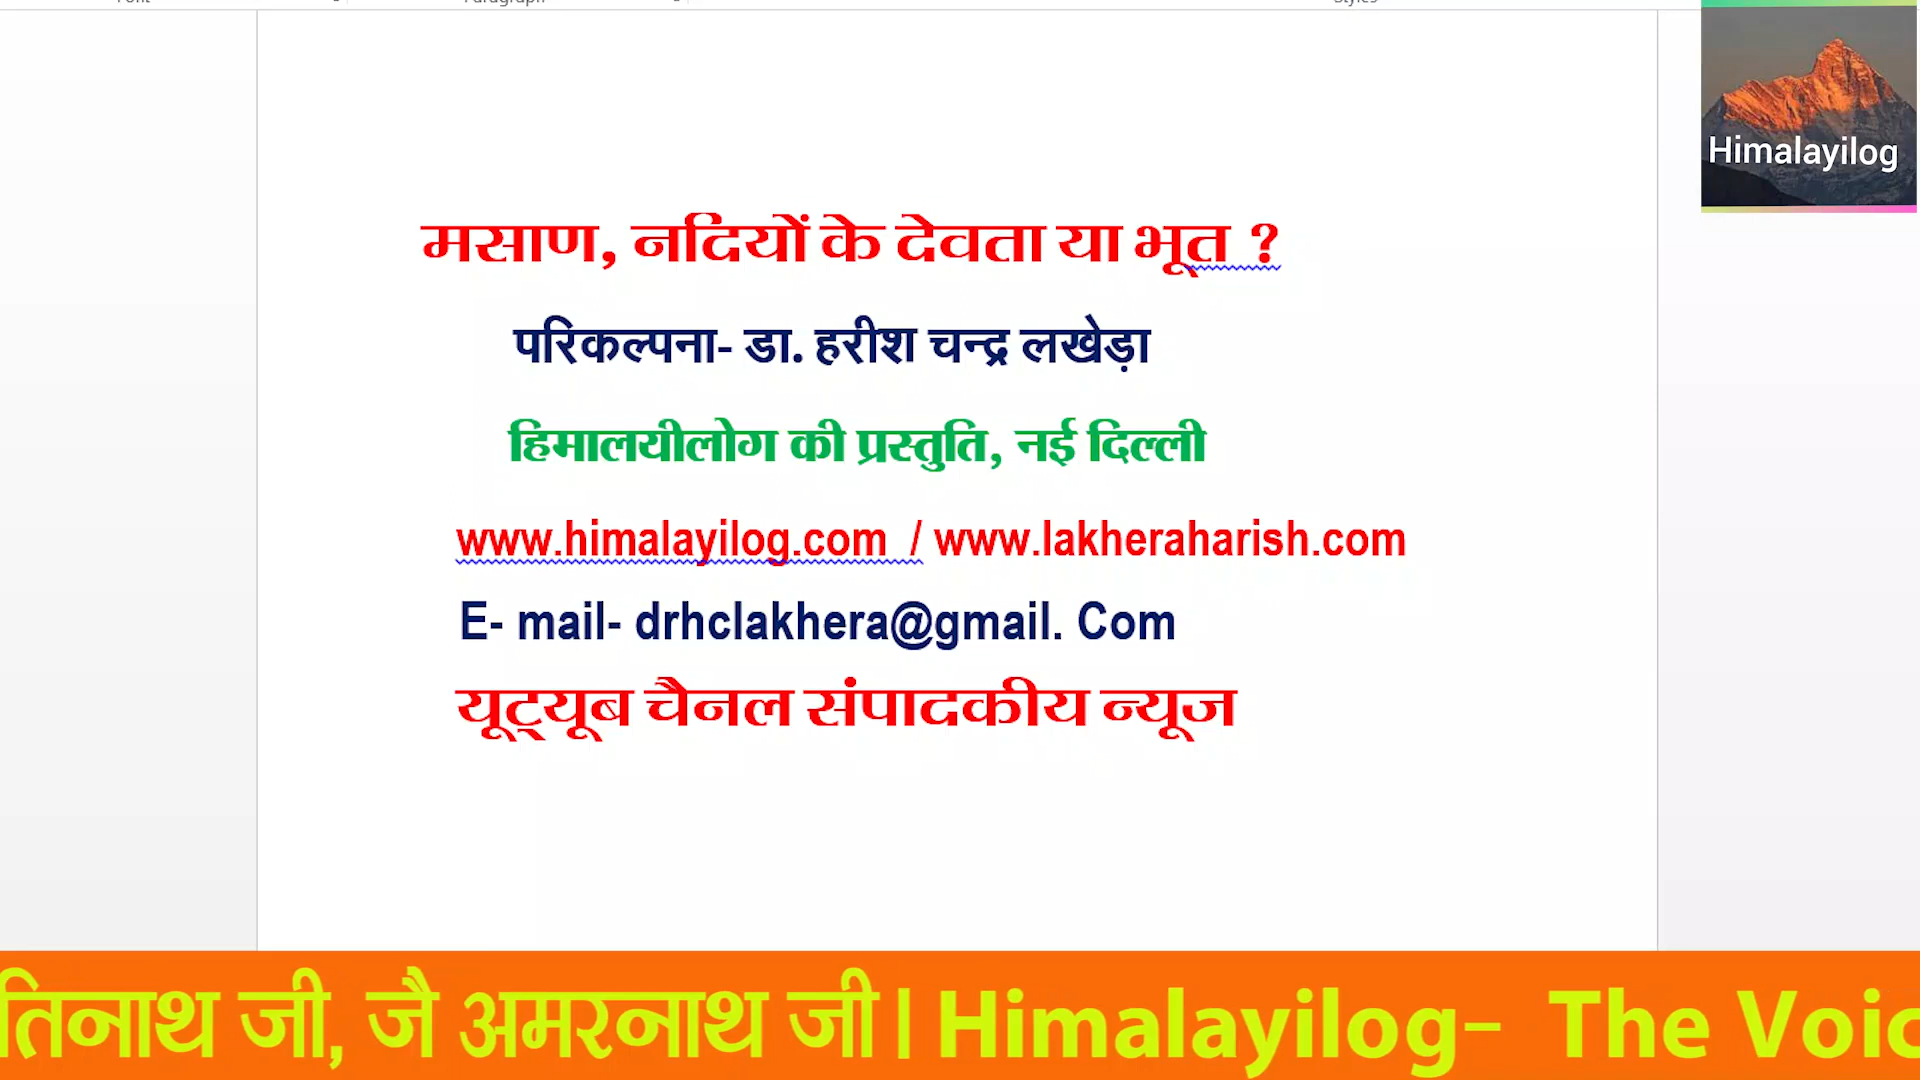 Himalayilog
मसाण, नदियों के देवता या भूत ?
परिकल्पना- डा. हरीश चन्द्र लखेड़ा
हिमालयीलोग की प्रस्तुति, नई दिल्ली
www.himalayilog.com / www.lakheraharish.com
E- mail- drhclakhera@gmail. Com
यूट्यूब चैनल संपादकीय न्यूज
तिनाथ जी, जै अमरनाथ जी | Himalayilog- The Voic